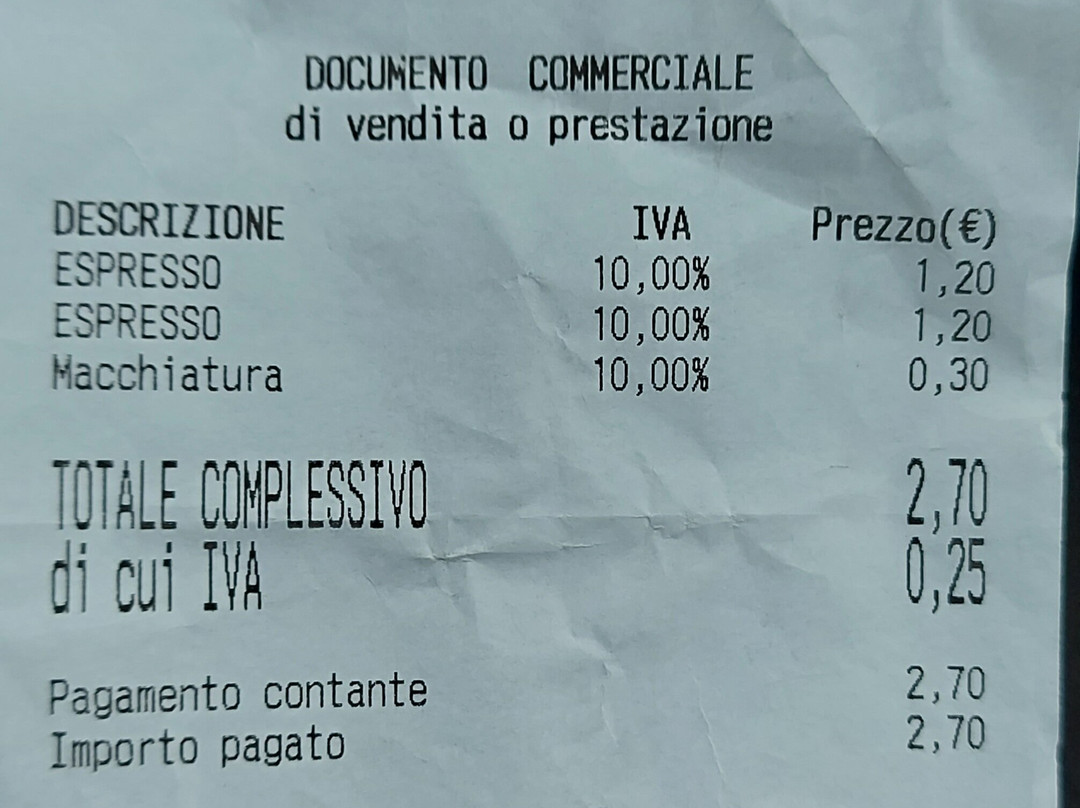 DOCUMENTO COMMERCIALE
di vendita o prestazione
DESCRIZIONE IVA Prezzo(€)
ESPRESSO 10,00% 1,20
ESPRESSO 10,00% 1,20
Macchiatura 10,00% 0,30
TOTALE COMPLESSIVO 2,70
di cui IVA 0,25
Pagamento contante 2,70
Importo pagato 2,70